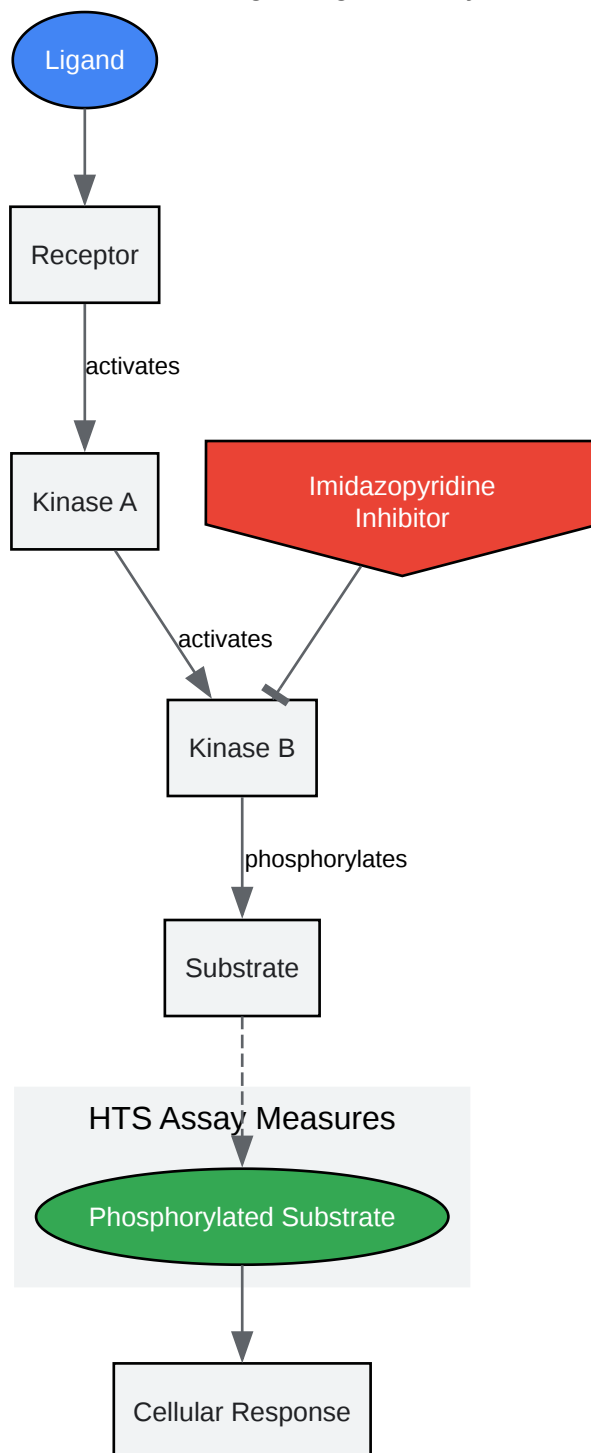 Ligand
Receptor
activates
Kinase A
Imidazopyridine
Inhibitor
activates
Kinase B
phosphorylates
Substrate
HTS Assay Measures
Phosphorylated Substrate
Cellular Response